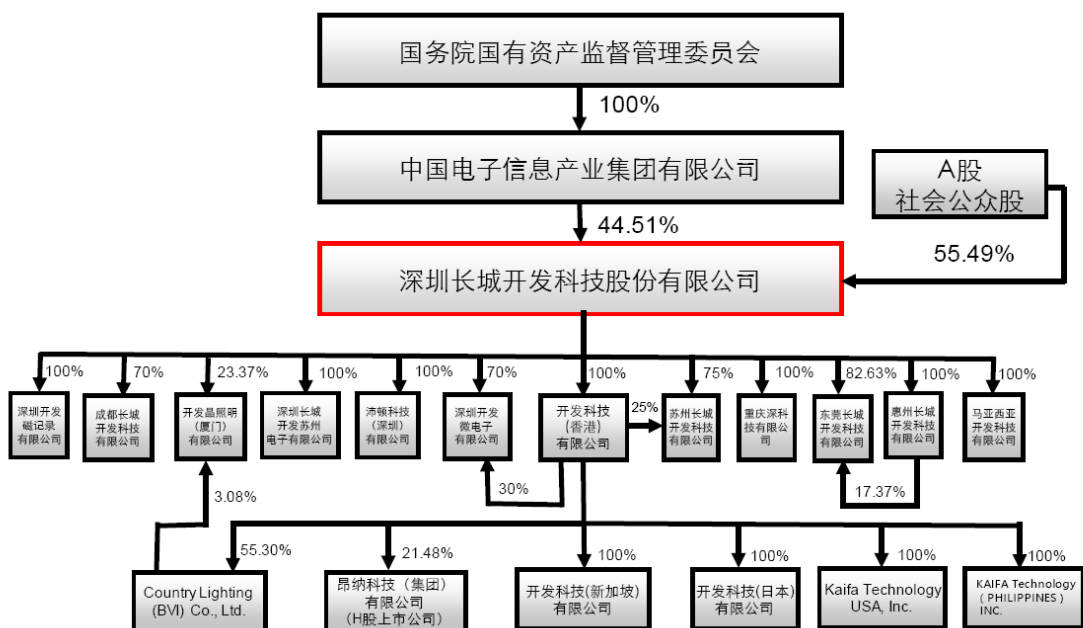 国务院国有资产监督管理委员会
100%
中国电子信息产业集团有限公司
A股
社会公众股
44.51%
55.49%
深圳长城开发科技股份有限公司
100%
70%
23.37%
100%
100%
70%
100%
75%
100%
82.63%
100%
100%
深圳开发
磁记录
有限公司
成都长城
开发科技
有限公司
开发晶照明
(厦门)
有限公司
深圳长城
开发苏州
电子有限公司
沛顿科技
(深圳)
有限公司
深圳开发
微电子
有限公司
开发科技
(香港)
有限公司
25%
苏州长城
开发科技
有限公司
重庆深科
技有限公
司
东莞长城
开发科技
有限公司
惠州长城
开发科技
有限公司
马亚西亚
有限公司
3.08%
30%
17.37%
55.30%
21.48%
100%
100%
100%
100%
Country Lighting
(BVI) Co., Ltd.
昂纳科技（集团）
有限公司
(H股上市公司)
开发科技(新加坡)
有限公司
开发科技(日本)
有限公司
Kaifa Technology
USA, Inc.
KAIFA Technology
( PHILIPPINES )
INC.